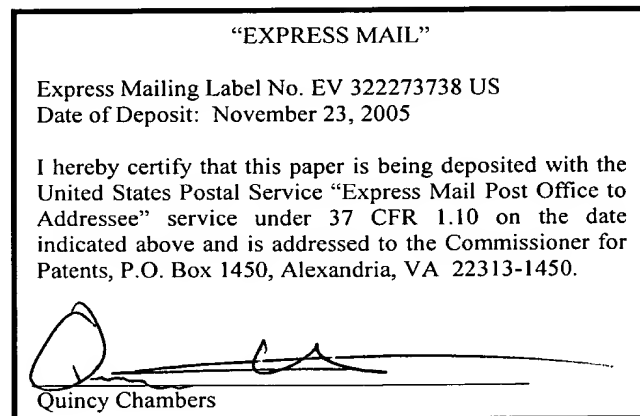 “EXPRESS MAIL”
Express Mailing Label No. EV 322273738 US
Date of Deposit: November 23, 2005
I hereby certify that this paper is being deposited with the
United States Postal Service “Express Mail Post Office to
Addressee” service under 37 CFR 1.10 on the date
indicated above and is addressed to the Commissioner for
Patents, P.O. Box 1450, Alexandria, VA 22313-1450.
Quincy Chambers